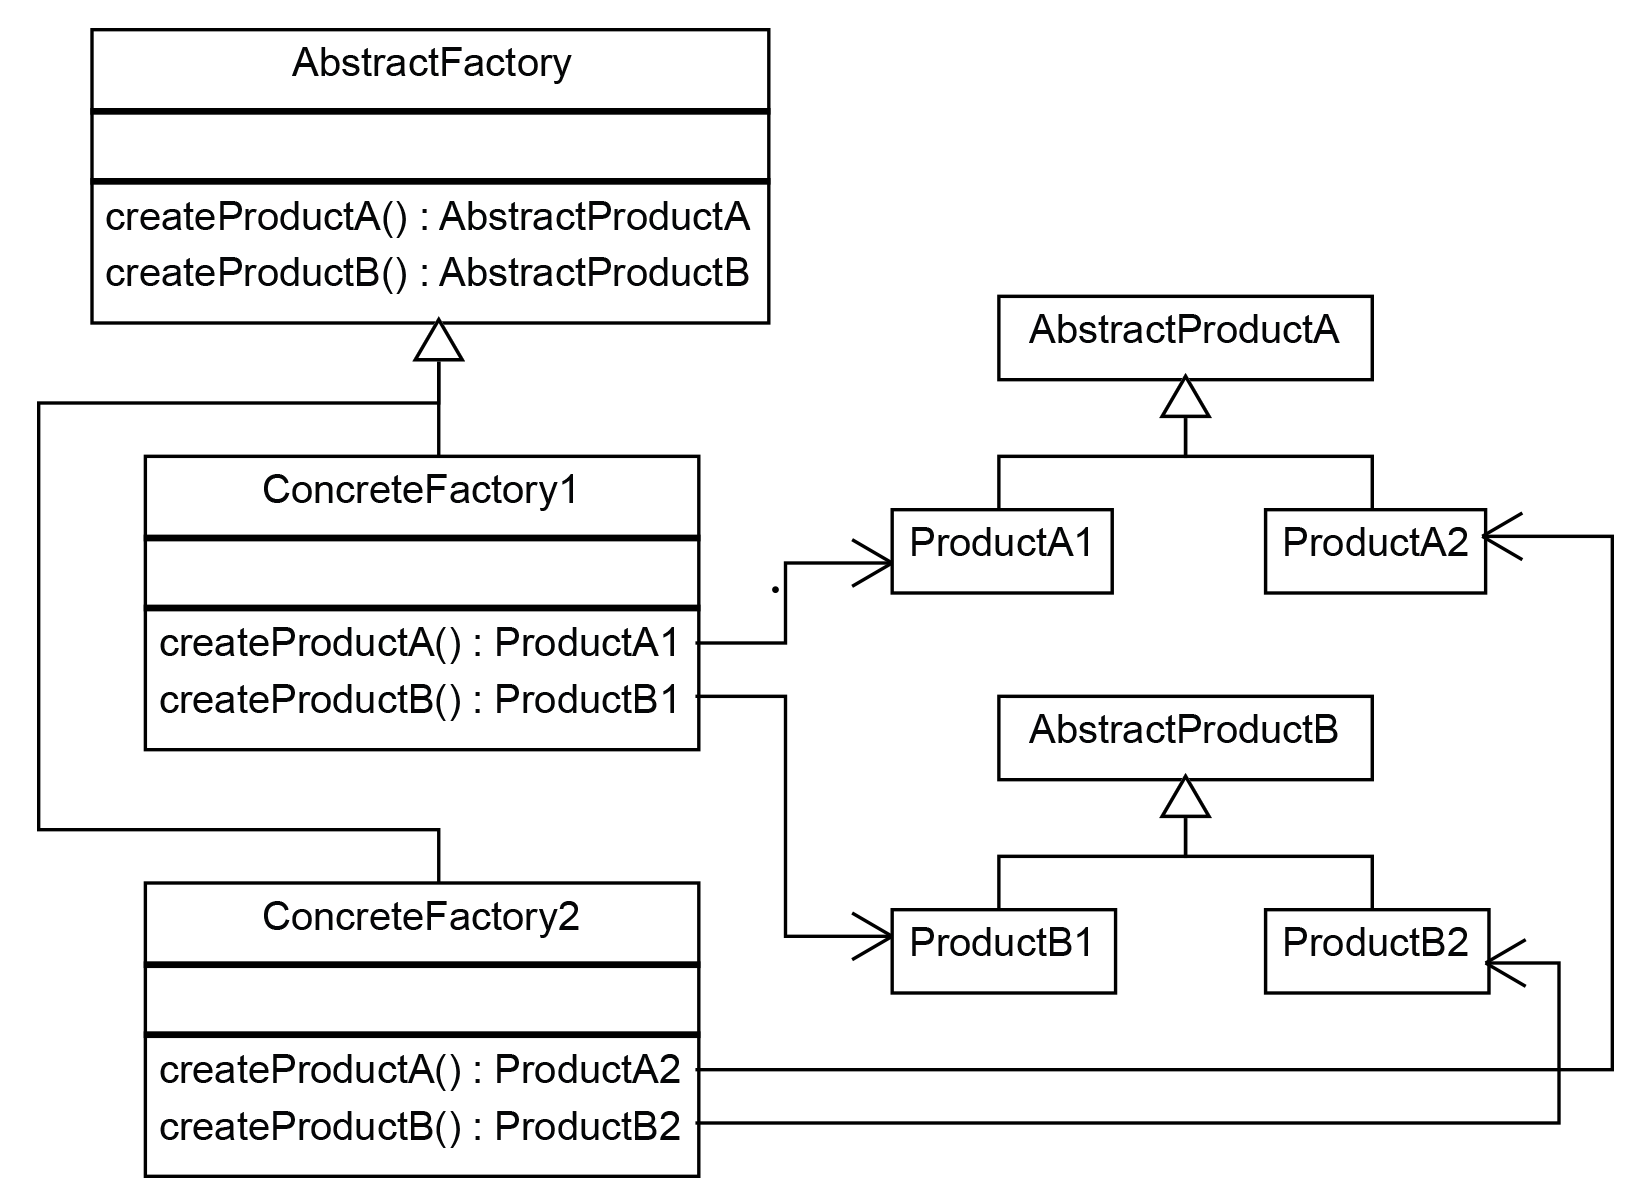 AbstractFactory
createProductA() : AbstractProductA
createProductB() : AbstractProductB
AbstractProductA
ConcreteFactory1
createProductA() : ProductA1
createProductB() : ProductB1
ProductA1
ProductA2
AbstractProductB
ProductB1
ProductB2
ConcreteFactory2
createProductA() : ProductA2
createProductB() : ProductB2